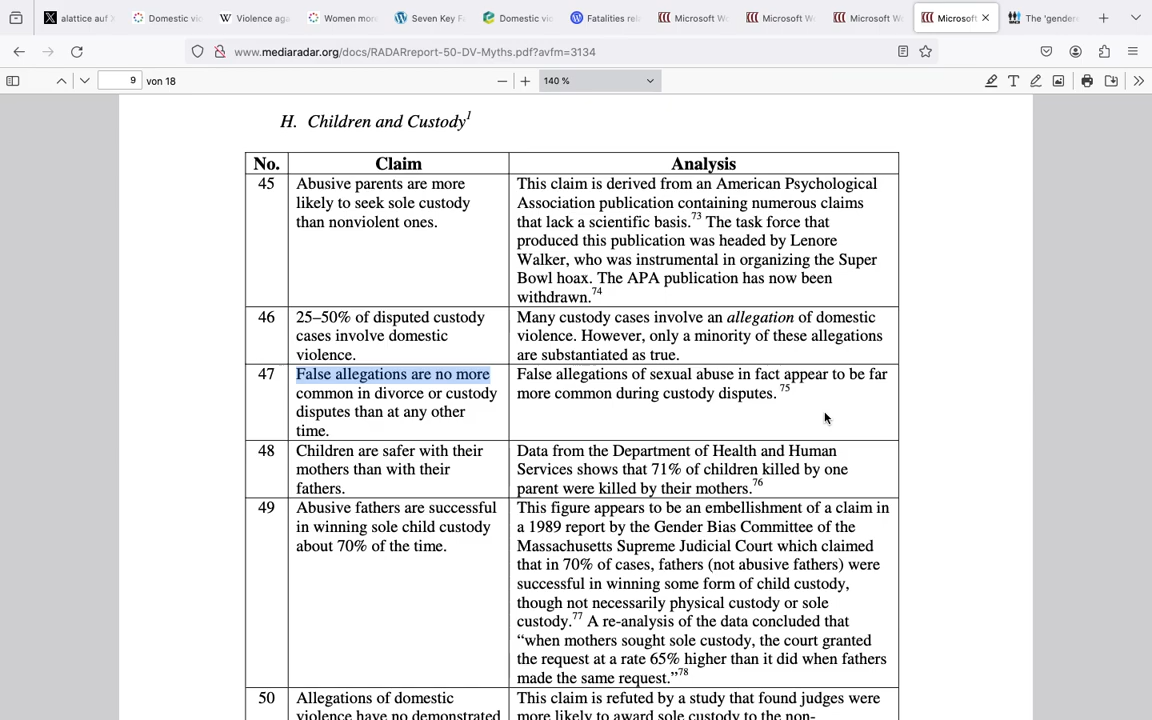 alattice auf X
Domestic vio
Violence aga
Women mor
Seven Key F
Domestic vio
Fatalities rel
Microsoft W
Microsoft W
Microsoft W
Microsoft
The 'gender
www.mediaradar.org/docs/RADARreport-50-DV-Myths.pdf?avfm=3134
9 von 18
140 %
H. Children and Custody1
No. Claim Analysis
45 Abusive parents are more
likely to seek sole custody
than nonviolent ones.
This claim is derived from an American Psychological
Association publication containing numerous claims
that lack a scientific basis.73 The task force that
produced this publication was headed by Lenore
Walker, who was instrumental in organizing the Super
Bowl hoax. The APA publication has now been
withdrawn.74
46 25–50% of disputed custody
cases involve domestic
violence.
Many custody cases involve an allegation of domestic
violence. However, only a minority of these allegations
are substantiated as true.
47 False allegations are no more
common in divorce or custody
disputes than at any other
time.
False allegations of sexual abuse in fact appear to be far
more common during custody disputes. 75
48 Children are safer with their
mothers than with their
fathers.
Data from the Department of Health and Human
Services shows that 71% of children killed by one
parent were killed by their mothers.76
49 Abusive fathers are successful
in winning sole child custody
about 70% of the time.
This figure appears to be an embellishment of a claim in
a 1989 report by the Gender Bias Committee of the
Massachusetts Supreme Judicial Court which claimed
that in 70% of cases, fathers (not abusive fathers) were
successful in winning some form of child custody,
though not necessarily physical custody or sole
custody.77 A re-analysis of the data concluded that
“when mothers sought sole custody, the court granted
the request at a rate 65% higher than it did when fathers
made the same request.”78
50 Allegations of domestic
violence have no demonstrated
This claim is refuted by a study that found judges were
more likely to award sole custody to the non-